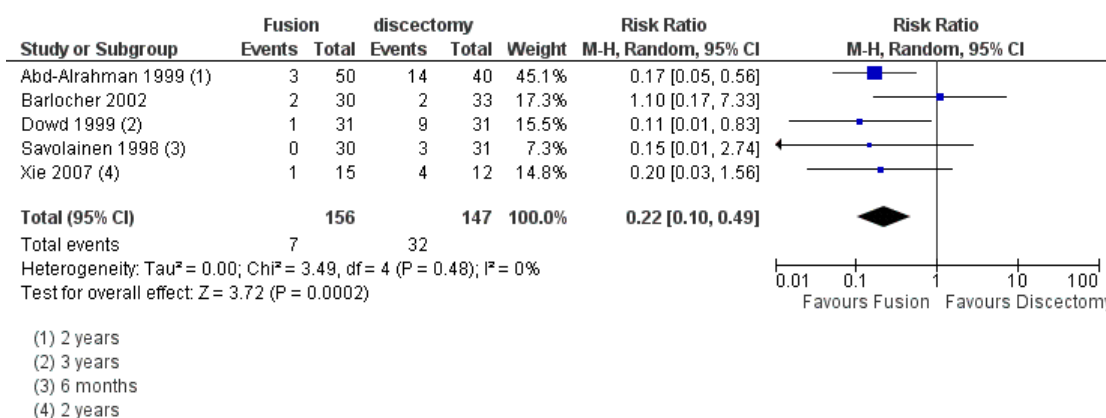 Fusion discectomy Risk Ratio Risk Ratio
Study or Subgroup Events Total Events Total Weight M-H, Random, 95% CI M-H, Random, 95% CI
Abd-Alrahman 1999 (1) 3 50 14 40 45.1% 0.17 [0.05, 0.56]
Barlocher 2002 2 30 2 33 17.3% 1.10 [0.17, 7.33]
Dowd 1999 (2) 1 31 9 31 15.5% 0.11 [0.01, 0.83]
Savolainen 1998 (3) 0 30 3 31 7.3% 0.15 [0.01, 2.74]
Xie 2007 (4) 1 15 4 12 14.8% 0.20 [0.03, 1.56]
Total (95% CI) 156 147 100.0% 0.22 [0.10, 0.49]
Total events 7 32
Heterogeneity: Tau² = 0.00; Chi² = 3.49, df = 4 (P = 0.48); I² = 0%
Test for overall effect: Z = 3.72 (P = 0.0002)
0.01 0.1 1 10 100
Favours Fusion Favours Discectomy
(1) 2 years
(2) 3 years
(3) 6 months
(4) 2 years